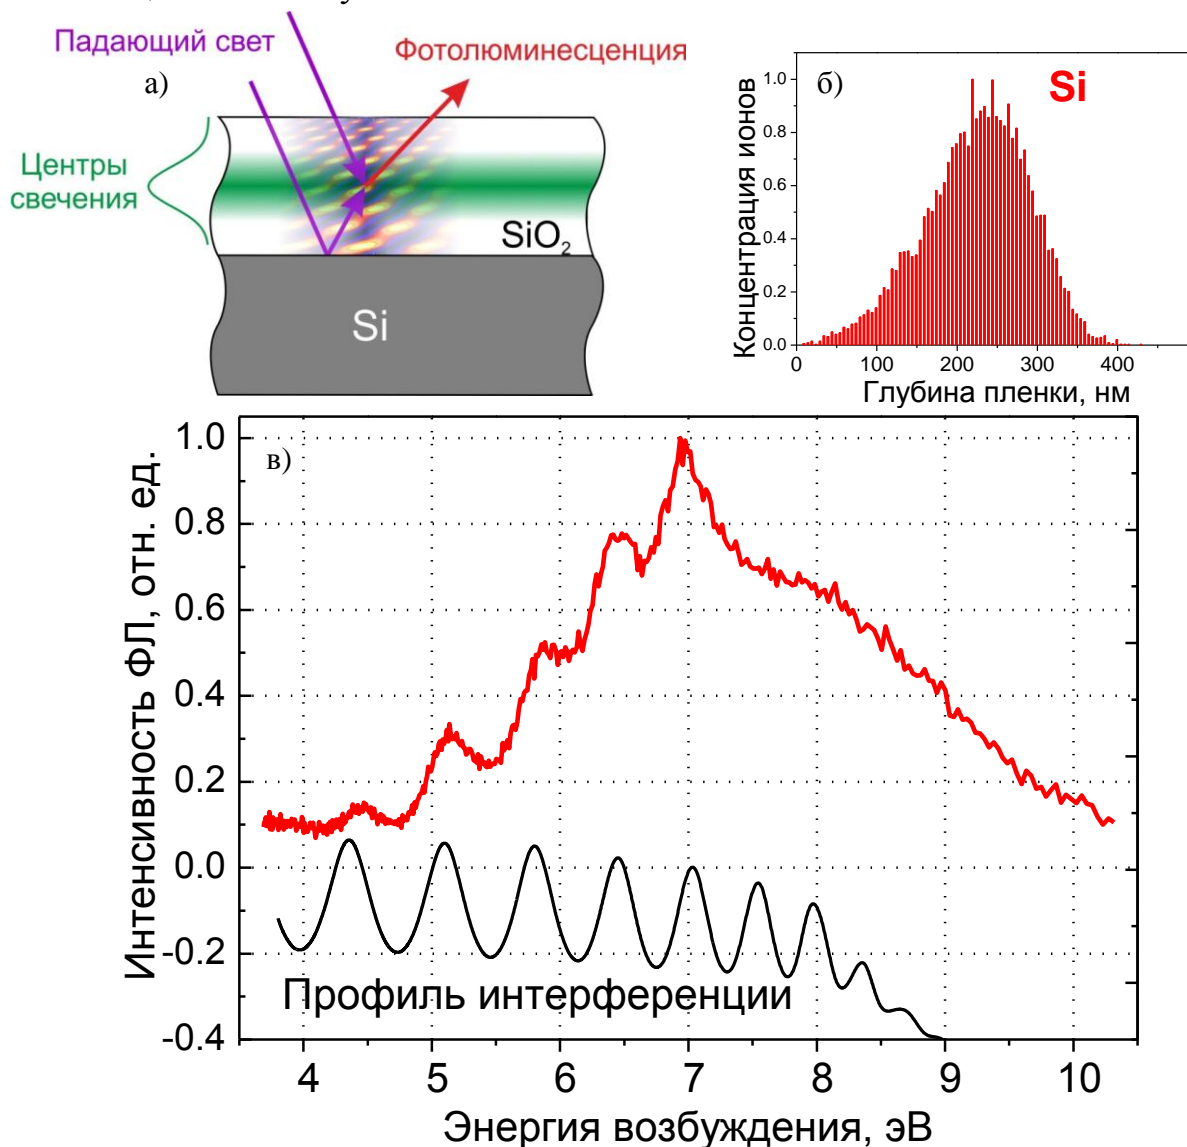 Падающий свет
Фотолюминесценция
а)
Центры
свечения
SiO2
Si
б)
Si
Концентрация ионов
1.0
0.8
0.6
0.4
0.2
0.0
0 100 200 300 400
Глубина пленки, нм
в)
Интенсивность ФЛ, отн. ед.
1.0
0.8
0.6
0.4
0.2
0.0
-0.2
-0.4
Профиль интерференции
4 5 6 7 8 9 10
Энергия возбуждения, эВ